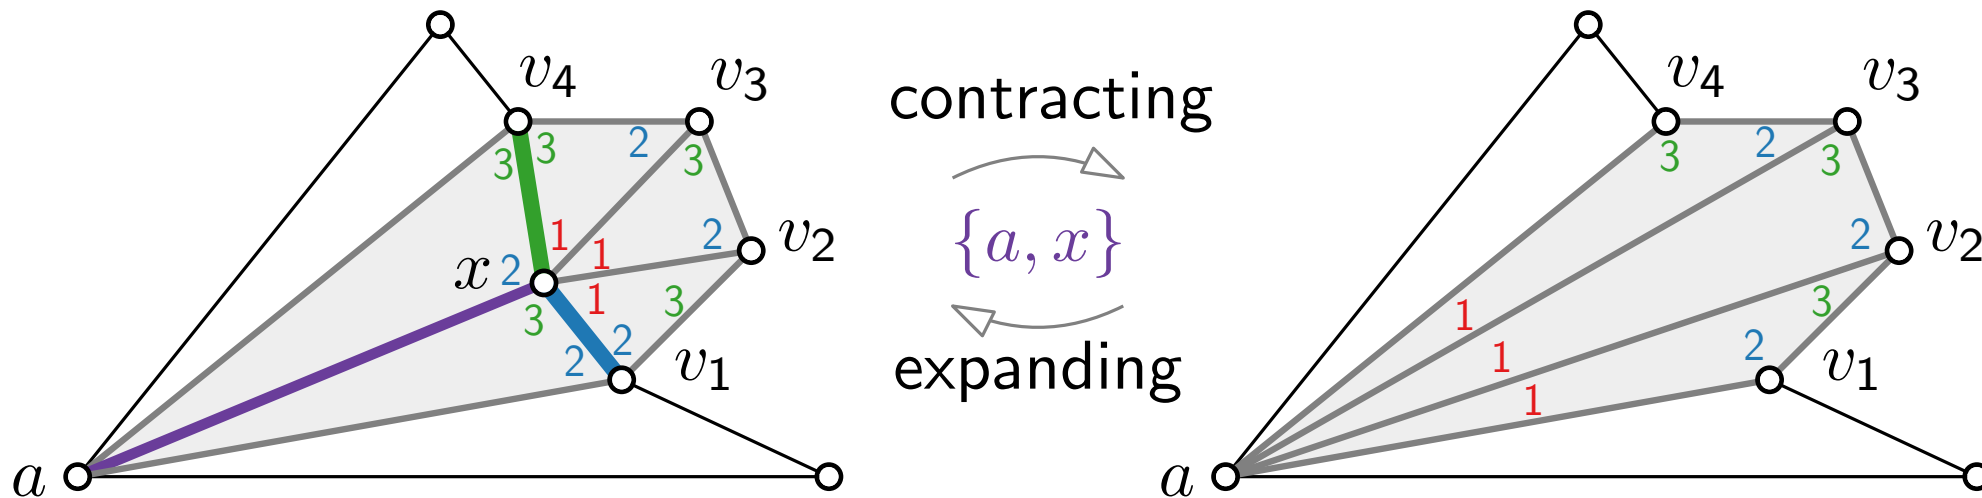 v4 v3 contracting v4 v3
3 3 2 3 3 2 3
1 1 2 v2 {a, x} 2 v2
x 2 1 3 1 3
3 2 2 v1 expanding 1 2 v1
1
a a